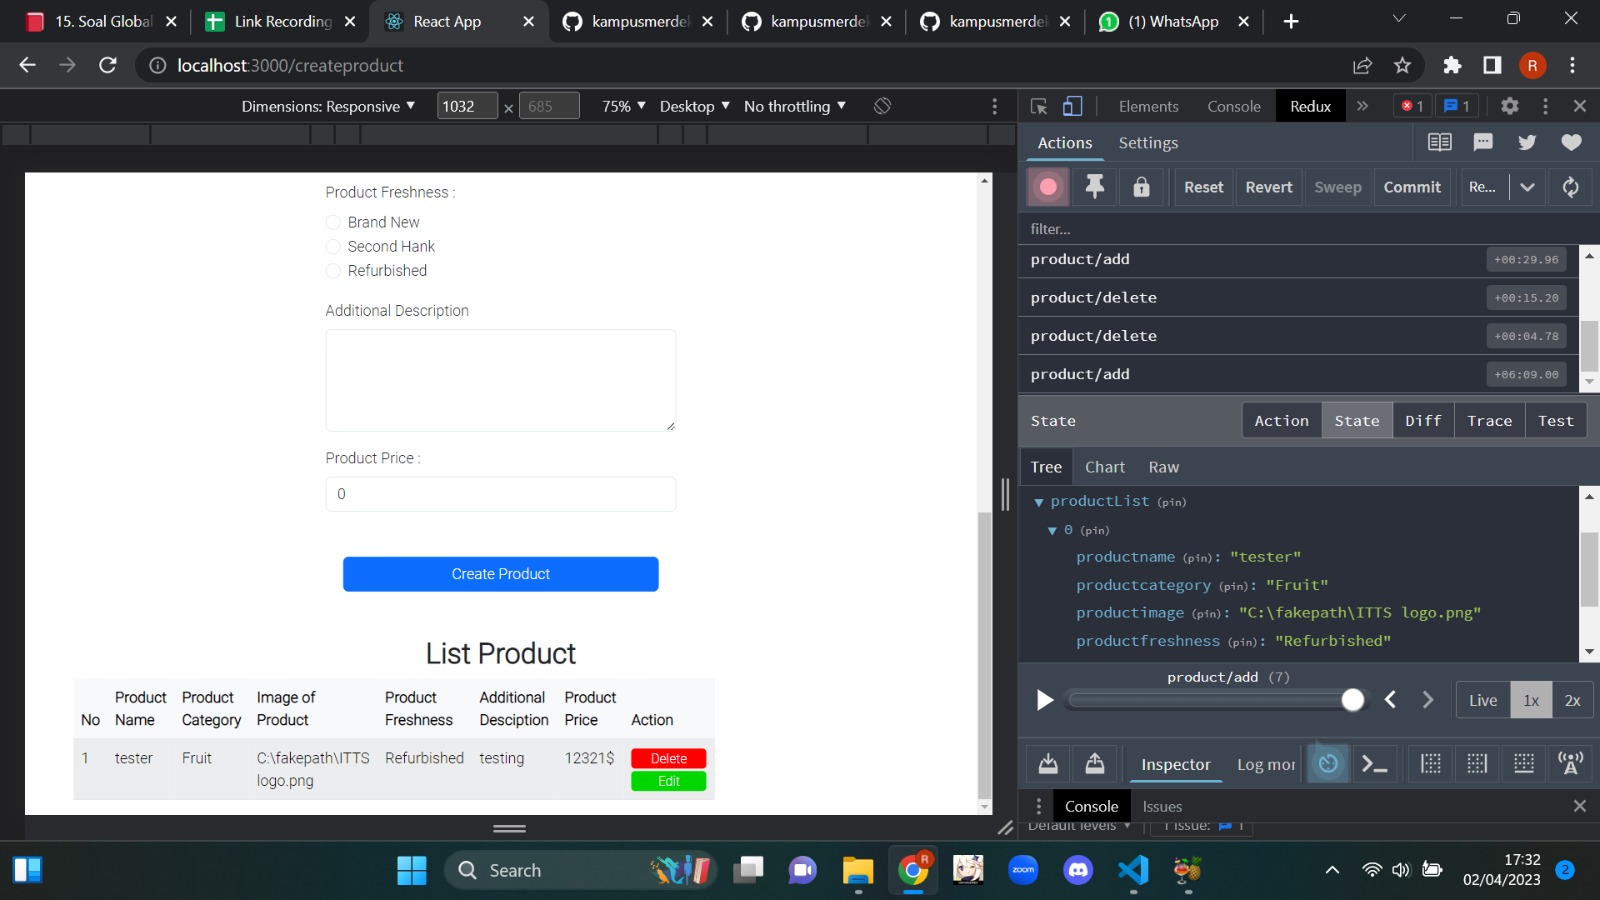 15. Soal Global
Link Recording
React App
kampusmerde
kampusmerde
kampusmerde
(1) WhatsApp
localhost:3000/createproduct
R
Dimensions: Responsive
1032 × 685
75%
Desktop
No throttling
Elements
Console
Redux
1
1
Product Freshness :
Brand New
Second Hank
Refurbished
Additional Description
Product Price :
0
Create Product
List Product
No
Product Name
Product Category
Image of Product
Product Freshness
Additional Desciption
Product Price
Action
1
tester
Fruit
C:\fakepath\ITTS
logo.png
Refurbished
testing
12321$
Delete
Edit
Actions
Settings
Reset
Revert
Sweep
Commit
Re...
filter...
product/add +00:29.96
product/delete +00:15.20
product/delete +00:04.78
product/add +06:09.00
State
Action
State
Diff
Trace
Test
Tree
Chart
Raw
productList (pin)
0 (pin)
productname (pin): "tester"
productcategory (pin): "Fruit"
productimage (pin): "C:\fakepath\ITTS logo.png"
productfreshness (pin): "Refurbished"
product/add (7)
Live
1x
2x
Inspector
Log mor
Console
Issues
Default levels
1 Issue: 1
Search
R
zoom
17:32
02/04/2023
2